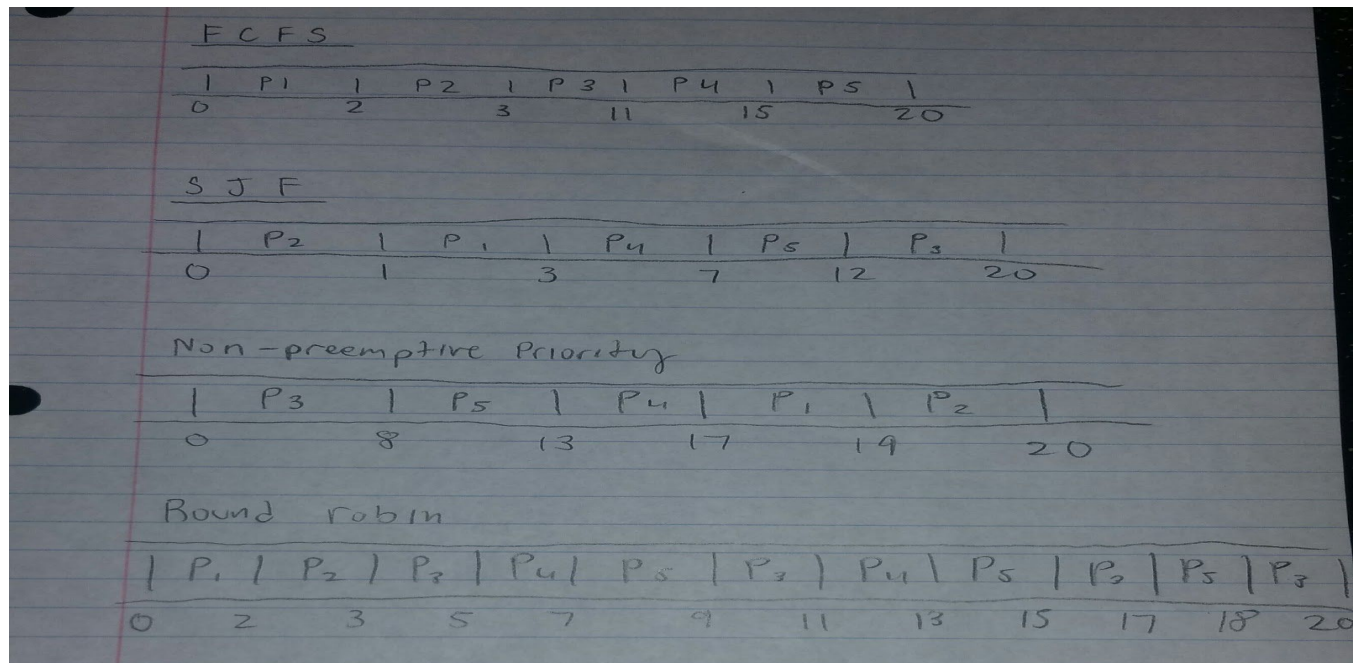 FCFS
| P1 | P2 | P3 | P4 | P5 |
0 2 3 11 15 20
SJF
| P2 | P1 | P4 | P5 | P3 |
0 1 3 7 12 20
Non-preemptive Priority
| P3 | P5 | P4 | P1 | P2 |
0 8 13 17 19 20
Round robin
| P1 | P2 | P3 | P4 | P5 | P3 | P4 | P5 | P3 | P5 | P3 |
0 2 3 5 7 9 11 13 15 17 18 20